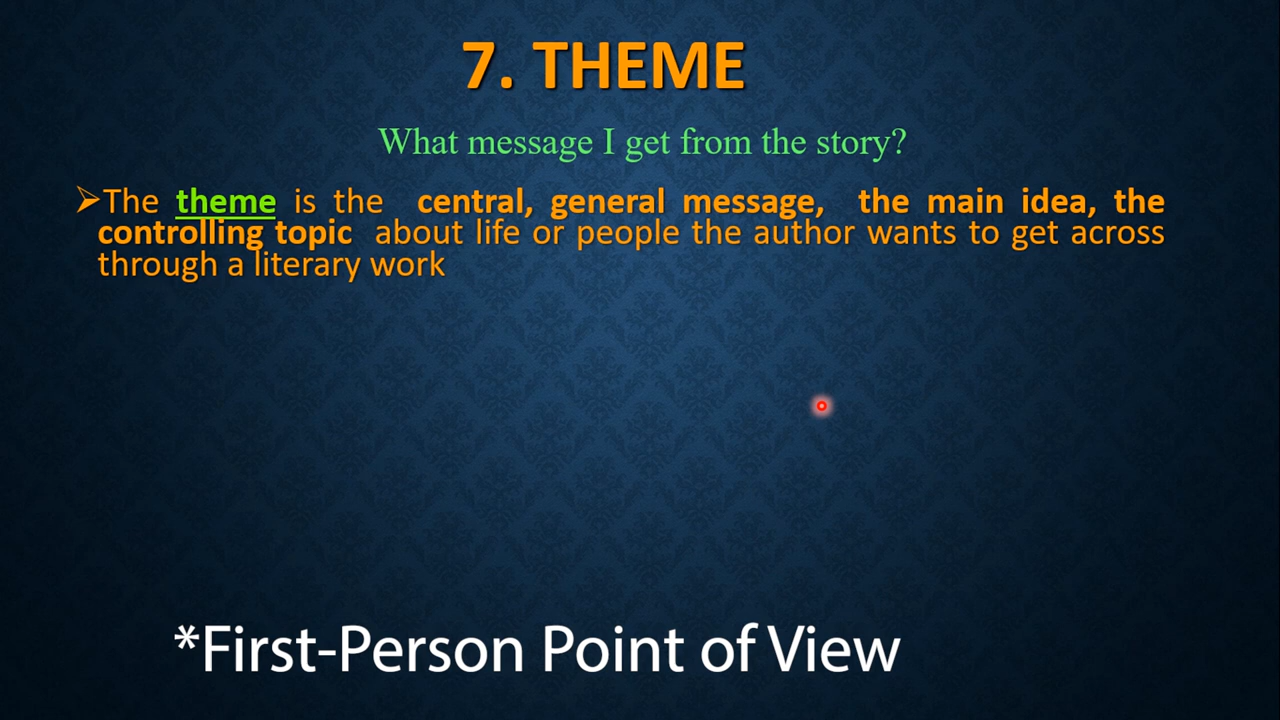 7. THEME
What message I get from the story?
The theme is the central, general message, the main idea, the
controlling topic about life or people the author wants to get across
through a literary work
*First-Person Point of View